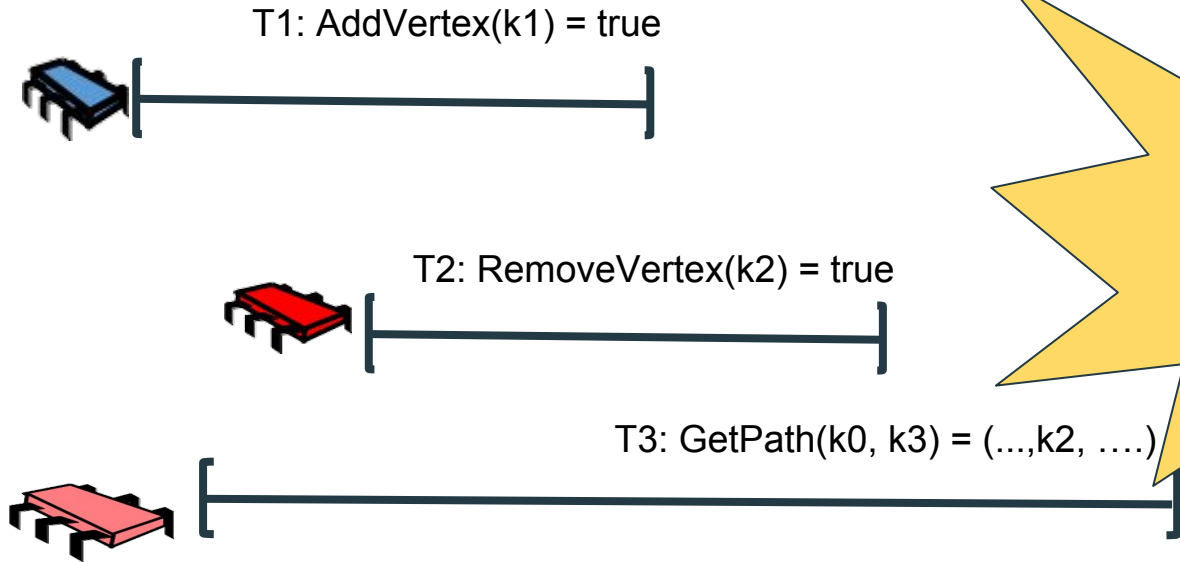 T1: AddVertex(k1) = true
T2: RemoveVertex(k2) = true
T3: GetPath(k0, k3) = (...,k2, ….)